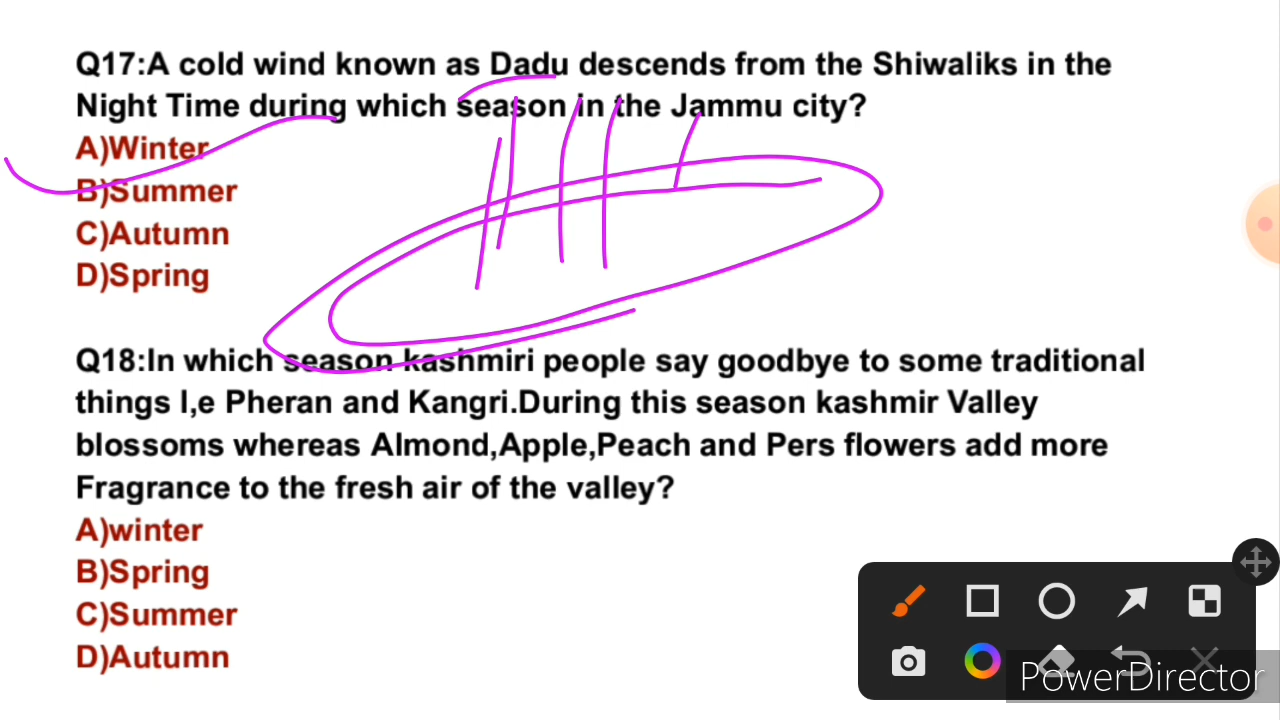 Q17:A cold wind known as Dadu descends from the Shiwaliks in the
Night Time during which season in the Jammu city?
A)Winter
B)Summer
C)Autumn
D)Spring
Q18:In which season kashmiri people say goodbye to some traditional
things I,e Pheran and Kangri.During this season kashmir Valley
blossoms whereas Almond,Apple,Peach and Pers flowers add more
Fragrance to the fresh air of the valley?
A)winter
B)Spring
C)Summer
D)Autumn
PowerDirector